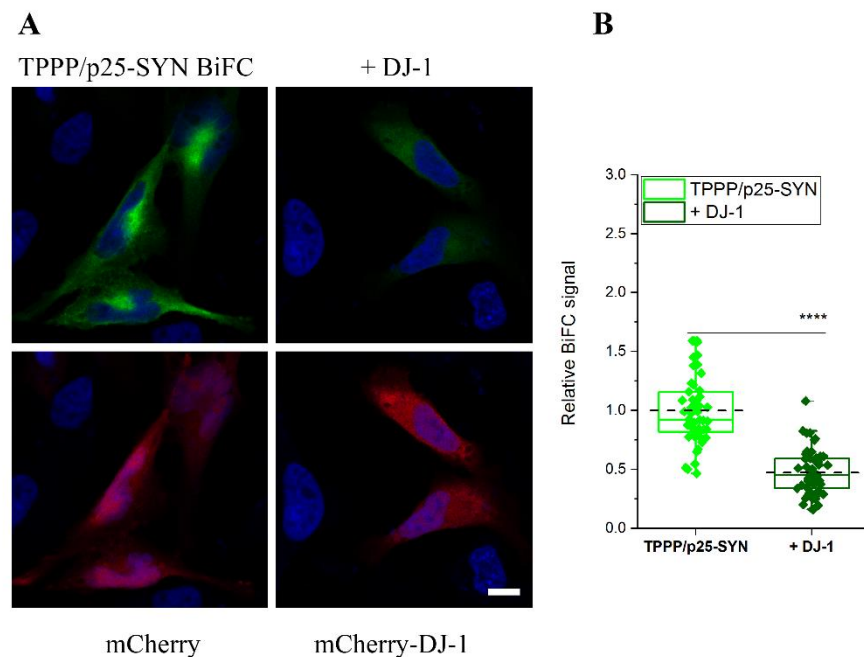 A
TPPP/p25-SYN BiFC
+ DJ-1
mCherry
mCherry-DJ-1
B
TPPP/p25-SYN
+ DJ-1
****
Relative BiFC signal
3.0
2.5
2.0
1.5
1.0
0.5
0.0
TPPP/p25-SYN
+ DJ-1